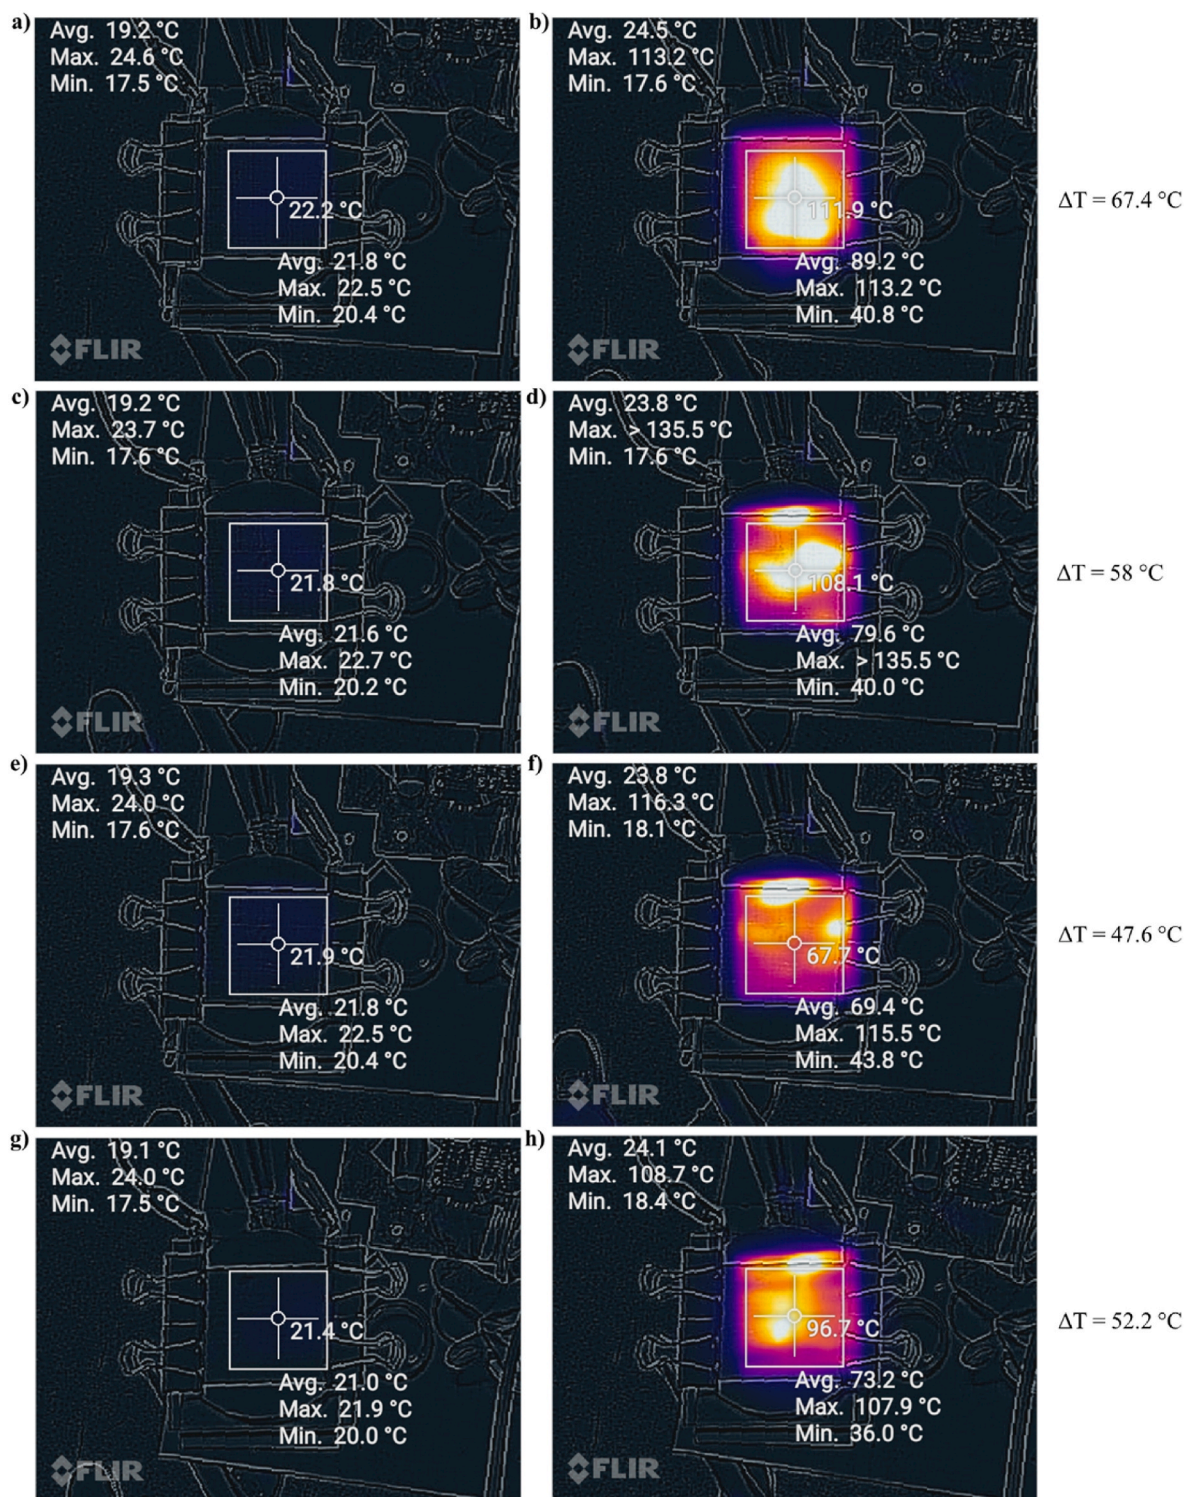 a)
Avg. 19.2 °C
Max. 24.6 °C
Min. 17.5 °C
22.2 °C
Avg. 21.8 °C
Max. 22.5 °C
Min. 20.4 °C
FLIR
b)
Avg. 24.5 °C
Max. 113.2 °C
Min. 17.6 °C
111.9 °C
Avg. 89.2 °C
Max. 113.2 °C
Min. 40.8 °C
FLIR
ΔT = 67.4 °C
c)
Avg. 19.2 °C
Max. 23.7 °C
Min. 17.6 °C
21.8 °C
Avg. 21.6 °C
Max. 22.7 °C
Min. 20.2 °C
FLIR
d)
Avg. 23.8 °C
Max. > 135.5 °C
Min. 17.6 °C
108.1 °C
Avg. 79.6 °C
Max. > 135.5 °C
Min. 40.0 °C
FLIR
ΔT = 58 °C
e)
Avg. 19.3 °C
Max. 24.0 °C
Min. 17.6 °C
21.9 °C
Avg. 21.8 °C
Max. 22.5 °C
Min. 20.4 °C
FLIR
f)
Avg. 23.8 °C
Max. 116.3 °C
Min. 18.1 °C
67.7 °C
Avg. 69.4 °C
Max. 115.5 °C
Min. 43.8 °C
FLIR
ΔT = 47.6 °C
g)
Avg. 19.1 °C
Max. 24.0 °C
Min. 17.5 °C
21.4 °C
Avg. 21.0 °C
Max. 21.9 °C
Min. 20.0 °C
FLIR
h)
Avg. 24.1 °C
Max. 108.7 °C
Min. 18.4 °C
96.7 °C
Avg. 73.2 °C
Max. 107.9 °C
Min. 36.0 °C
FLIR
ΔT = 52.2 °C